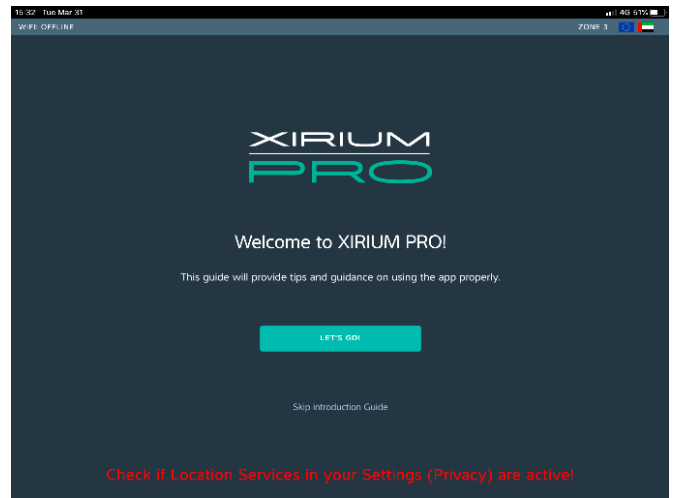 15:32 Tue Mar 31 4G 51%
WIFI: OFFLINE ZONE 3
XIRIUM
PRO
Welcome to XIRIUM PRO!
This guide will provide tips and guidance on using the app properly.
LET'S GO!
Skip introduction Guide
Check if Location Services in your Settings (Privacy) are active!